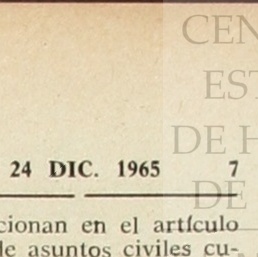 CEN
EST
DE H
DE
24 DIC. 1965 7
cionan en el artículo
de asuntos civiles cu-